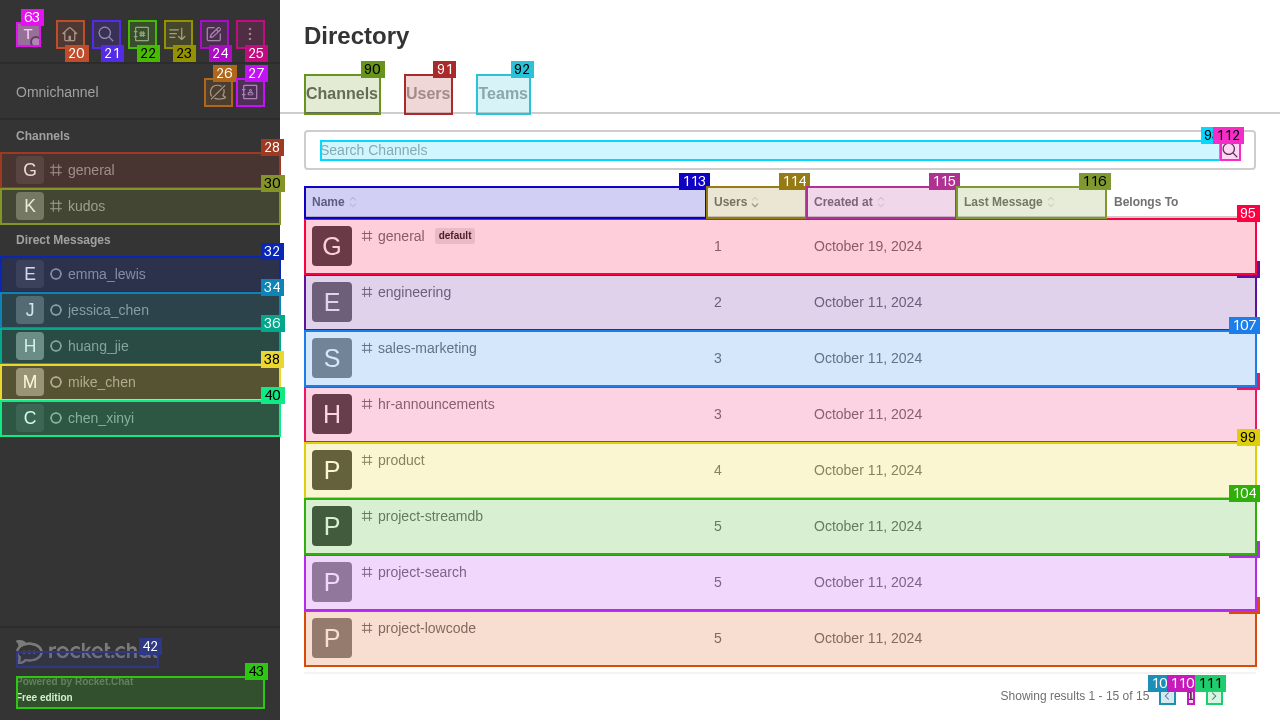 63
T
20
21
22
23
24
25
Omnichannel
26
27
Channels
28
G general
30
K kudos
Direct Messages
32
E emma_lewis
34
J jessica_chen
36
H huang_jie
38
M mike_chen
40
C chen_xinyi
42
rocket.chat
43
Powered by Rocket.Chat
Free edition
Directory
90
91
92
Channels
Users
Teams
112
Search Channels
113
114
115
116
Name
Users
Created at
Last Message
Belongs To
95
G general default 1 October 19, 2024
E engineering 2 October 11, 2024
107
S sales-marketing 3 October 11, 2024
H hr-announcements 3 October 11, 2024
99
P product 4 October 11, 2024
104
P project-streamdb 5 October 11, 2024
P project-search 5 October 11, 2024
P project-lowcode 5 October 11, 2024
110
111
Showing results 1 - 15 of 15
1